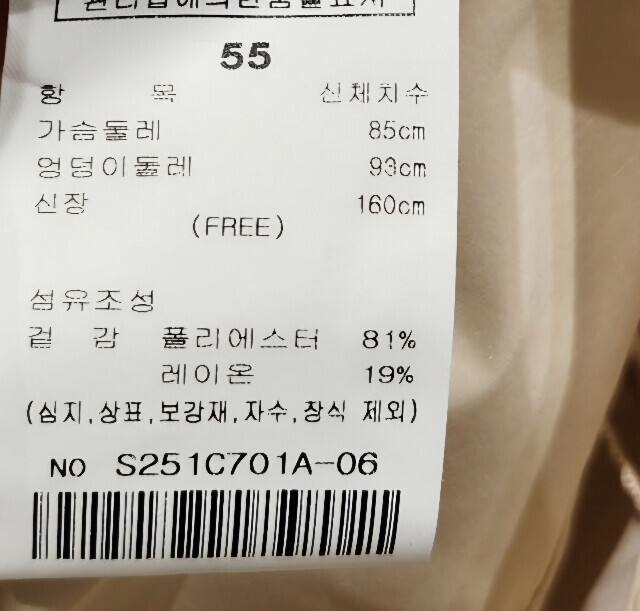 55
항 목 신체치수
가슴둘레 85cm
엉덩이둘레 93cm
신장 160cm
(FREE)
섬유조성
겉 감 폴리에스터 81%
레이온 19%
(심지,상표,보강재,자수,장식 제외)
NO S251C701A-06